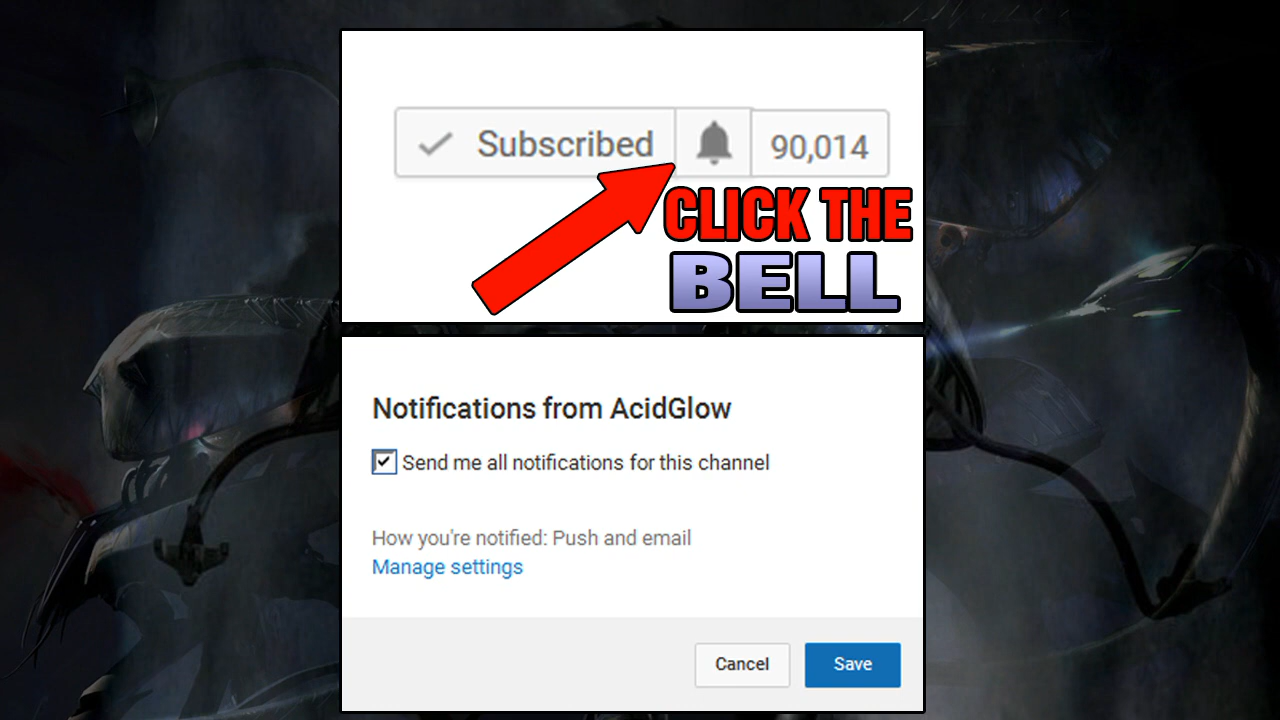 Subscribed 90,014
CLICK THE
BELL
Notifications from AcidGlow
Send me all notifications for this channel
How you're notified: Push and email
Manage settings
Cancel Save